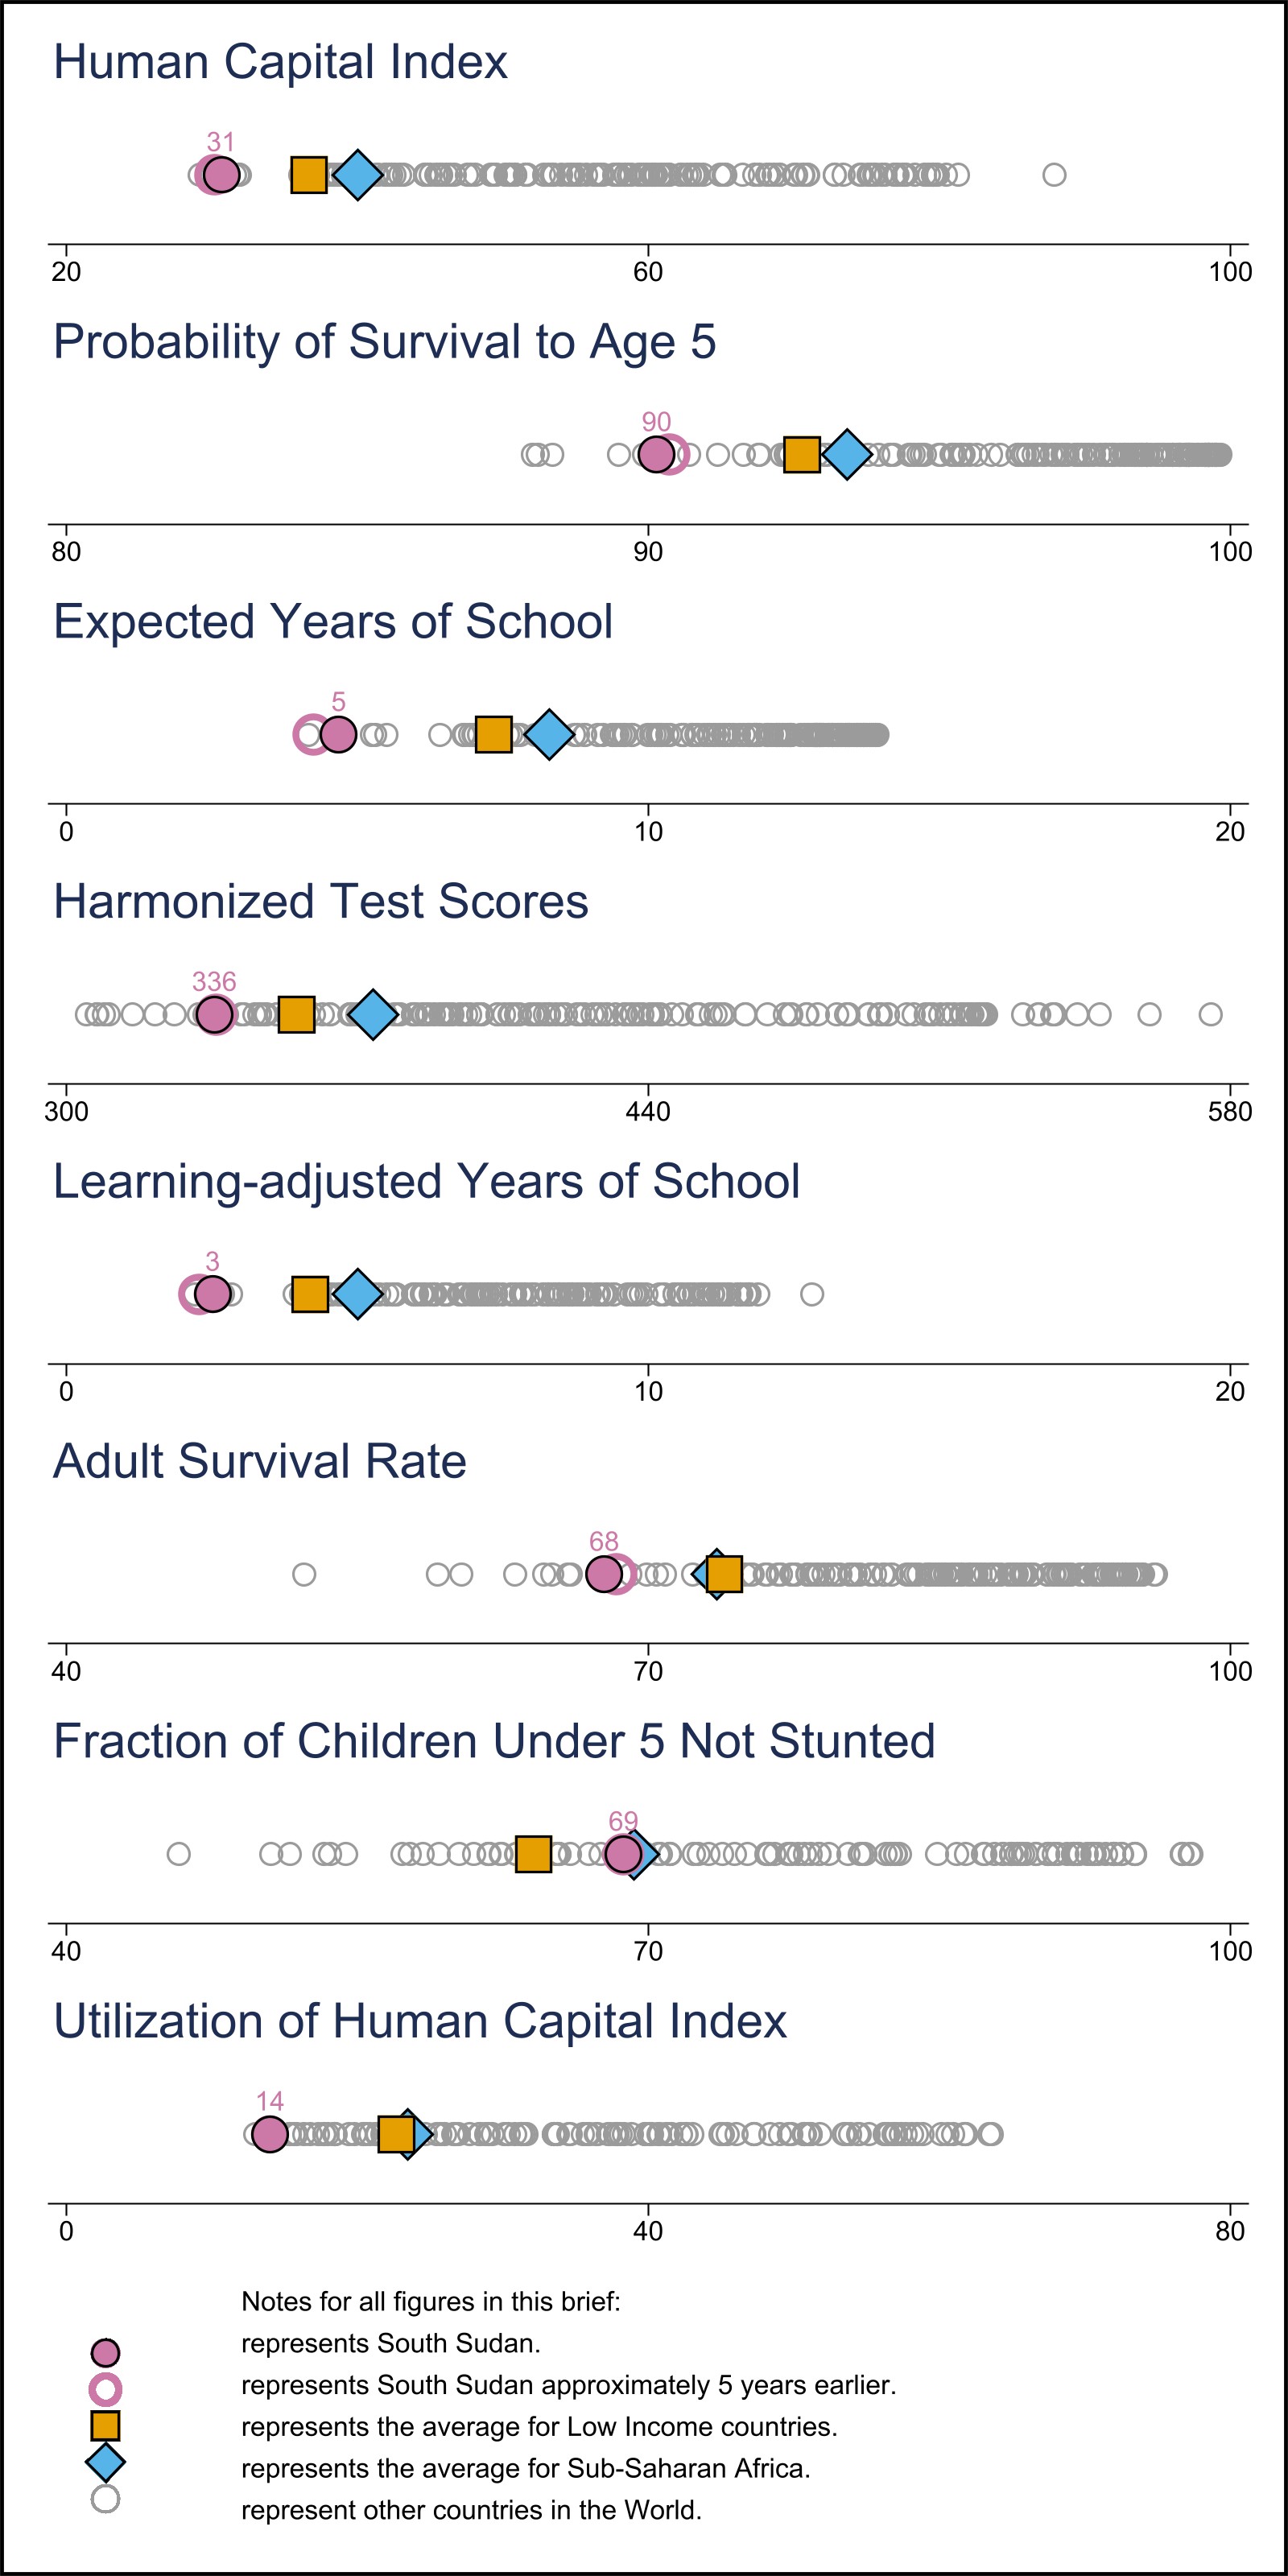 Human Capital Index
31
20 60 100
Probability of Survival to Age 5
90
80 90 100
Expected Years of School
5
0 10 20
Harmonized Test Scores
336
300 440 580
Learning-adjusted Years of School
3
0 10 20
Adult Survival Rate
68
40 70 100
Fraction of Children Under 5 Not Stunted
69
40 70 100
Utilization of Human Capital Index
14
0 40 80
Notes for all figures in this brief:
represents South Sudan.
represents South Sudan approximately 5 years earlier.
represents the average for Low Income countries.
represents the average for Sub-Saharan Africa.
represent other countries in the World.